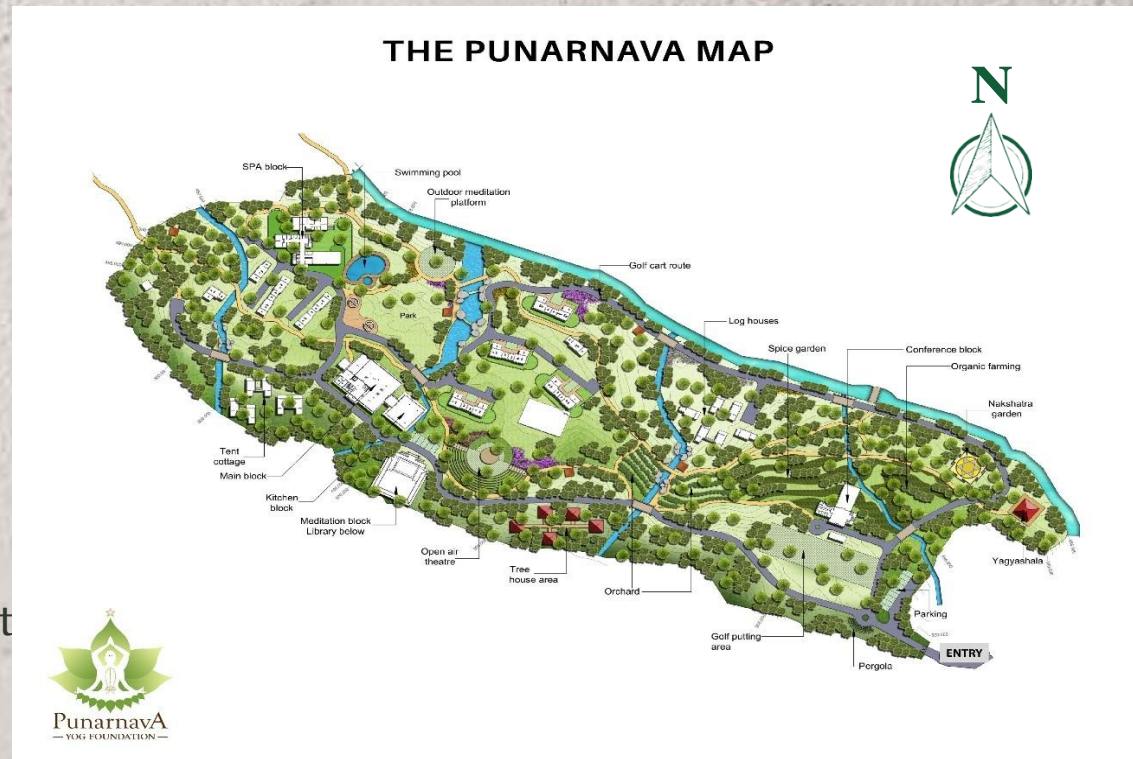 THE PUNARNAVA MAP
N
SPA block
Swimming pool
Outdoor meditation
platform
Golf cart route
Park
Log houses
Spice garden
Conference block
Organic farming
Nakshatra
garden
Tent
cottage
Main block
Kitchen
block
Meditation block
Library below
Open air
theatre
Tree
house area
Orchard
Golf putting
area
Pergola
Parking
Yagyashala
ENTRY
t
PunarnavA
YOG FOUNDATION